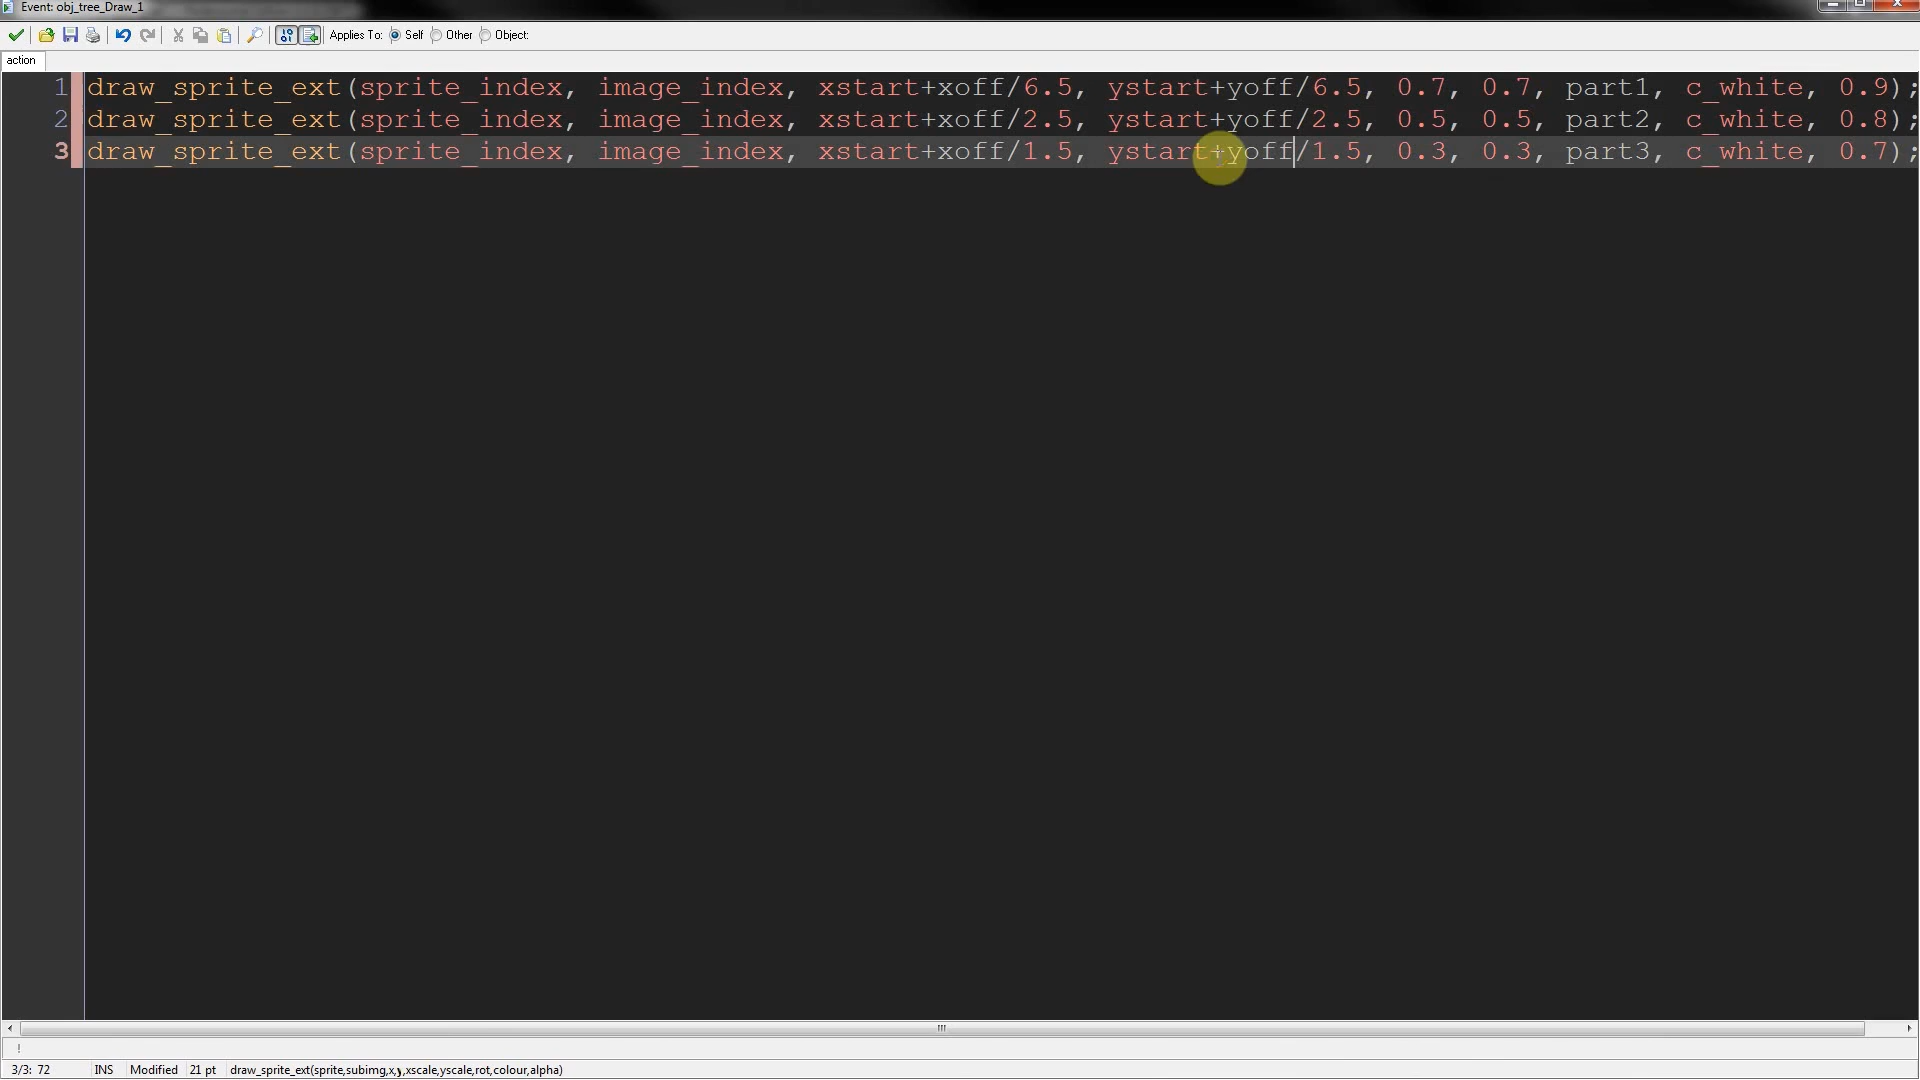 Event: obj_tree_Draw_1
Applies To: Self Other Object:
action
1 draw_sprite_ext(sprite_index, image_index, xstart+xoff/6.5, ystart+yoff/6.5, 0.7, 0.7, part1, c_white, 0.9);
2 draw_sprite_ext(sprite_index, image_index, xstart+xoff/2.5, ystart+yoff/2.5, 0.5, 0.5, part2, c_white, 0.8);
3 draw_sprite_ext(sprite_index, image_index, xstart+xoff/1.5, ystart+yoff/1.5, 0.3, 0.3, part3, c_white, 0.7);
!
3/3: 72 INS Modified 21 pt draw_sprite_ext(sprite,subimg,x,y,xscale,yscale,rot,colour,alpha)